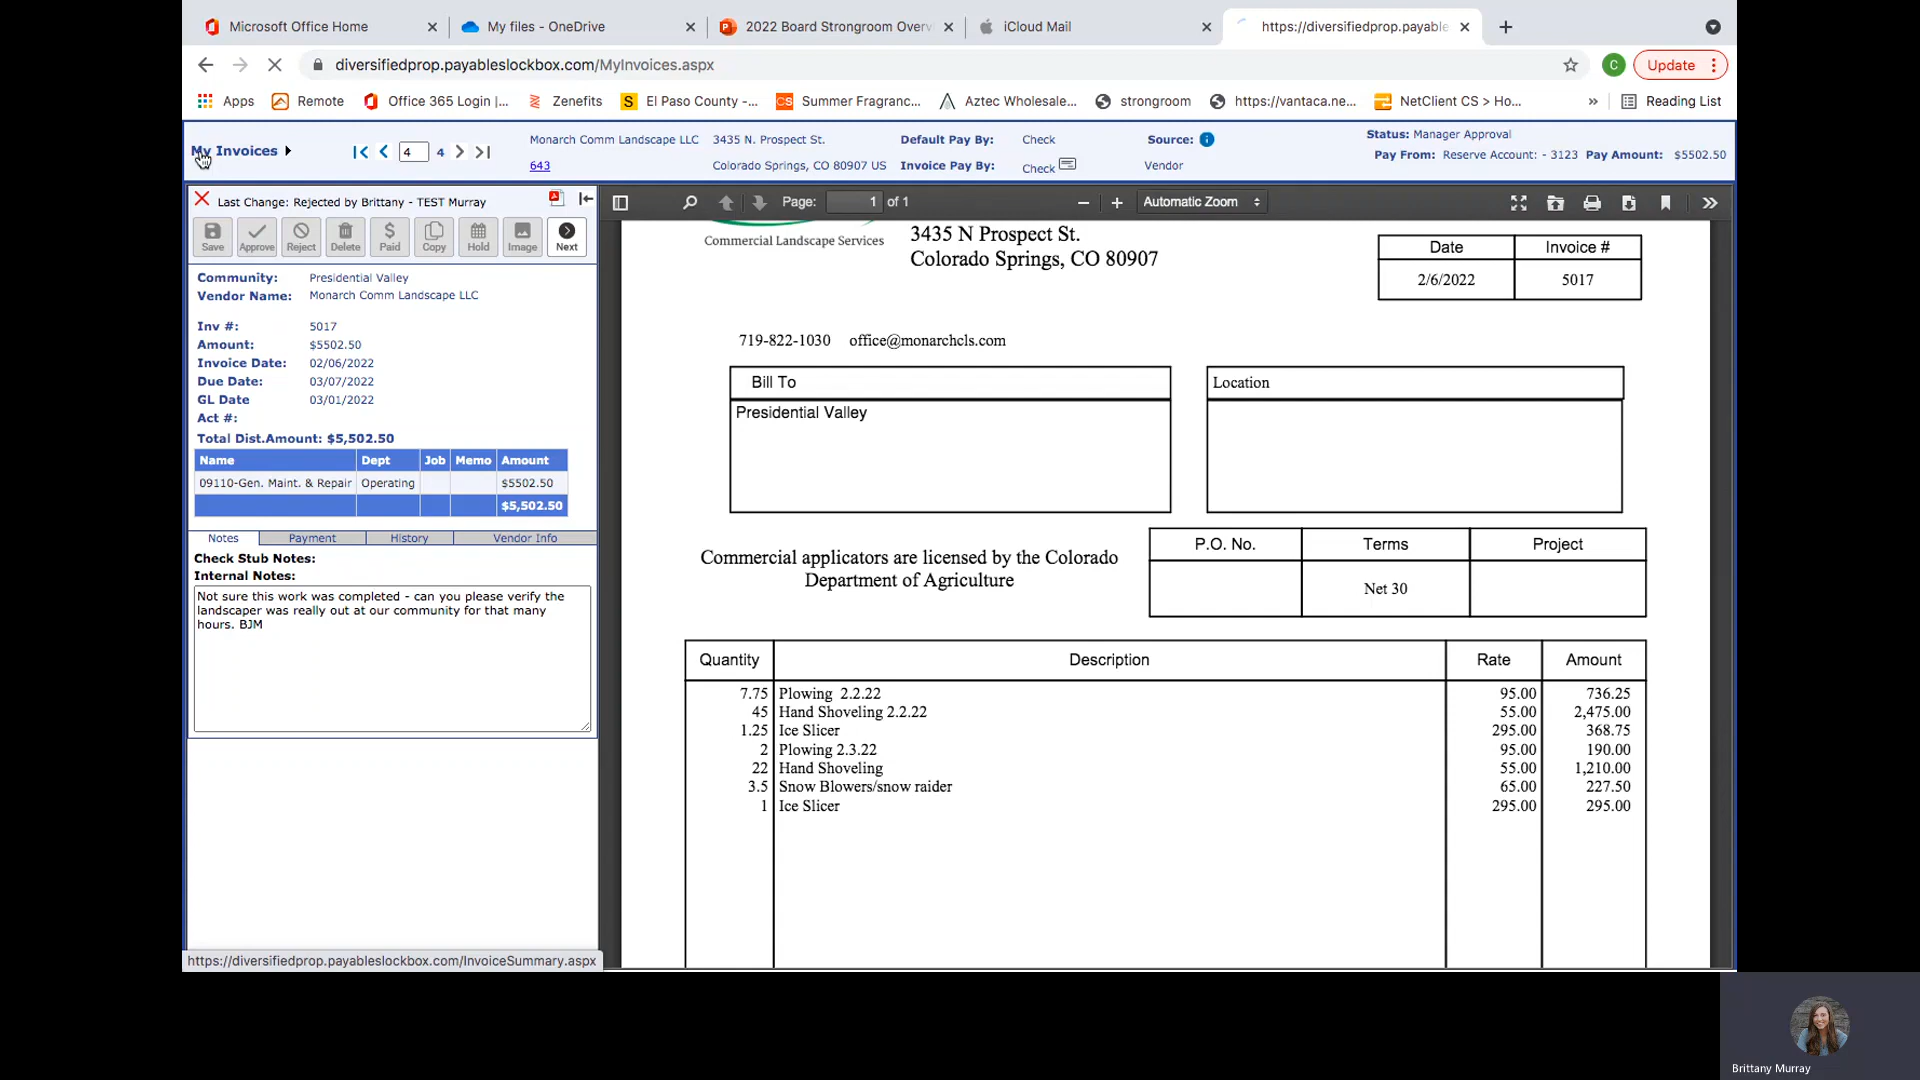 Microsoft Office Home
My files - OneDrive
2022 Board Strongroom Overv
iCloud Mail
https://diversifiedprop.payable
diversifiedprop.payableslockbox.com/MyInvoices.aspx
C
Update
Apps
Remote
Office 365 Login |...
Zenefits
S
El Paso County -...
CS
Summer Fragranc...
Aztec Wholesale...
strongroom
https://vantaca.ne...
NetClient CS > Ho...
Reading List
My Invoices
4
4
Monarch Comm Landscape LLC
643
3435 N. Prospect St.
Colorado Springs, CO 80907 US
Default Pay By: Check
Invoice Pay By: Check
Source:
Vendor
Status: Manager Approval
Pay From: Reserve Account: - 3123 Pay Amount: $5502.50
Last Change: Rejected by Brittany - TEST Murray
Save
Approve
Reject
Delete
Paid
Copy
Hold
Image
Next
Community: Presidential Valley
Vendor Name: Monarch Comm Landscape LLC
Inv #: 5017
Amount: $5502.50
Invoice Date: 02/06/2022
Due Date: 03/07/2022
GL Date 03/01/2022
Act #:
Total Dist.Amount: $5,502.50
Name Dept Job Memo Amount
09110-Gen. Maint. & Repair Operating $5502.50
$5,502.50
Notes Payment History Vendor Info
Check Stub Notes:
Internal Notes:
Not sure this work was completed - can you please verify the
landscaper was really out at our community for that many
hours. BJM
https://diversifiedprop.payableslockbox.com/InvoiceSummary.aspx
Page: 1 of 1
Automatic Zoom
Commercial Landscape Services
3435 N Prospect St.
Colorado Springs, CO 80907
Date Invoice #
2/6/2022 5017
719-822-1030 office@monarchcls.com
Bill To
Presidential Valley
Location
Commercial applicators are licensed by the Colorado
Department of Agriculture
P.O. No. Terms Project
Net 30
Quantity Description Rate Amount
7.75 Plowing 2.2.22 95.00 736.25
45 Hand Shoveling 2.2.22 55.00 2,475.00
1.25 Ice Slicer 295.00 368.75
2 Plowing 2.3.22 95.00 190.00
22 Hand Shoveling 55.00 1,210.00
3.5 Snow Blowers/snow raider 65.00 227.50
1 Ice Slicer 295.00 295.00
Brittany Murray